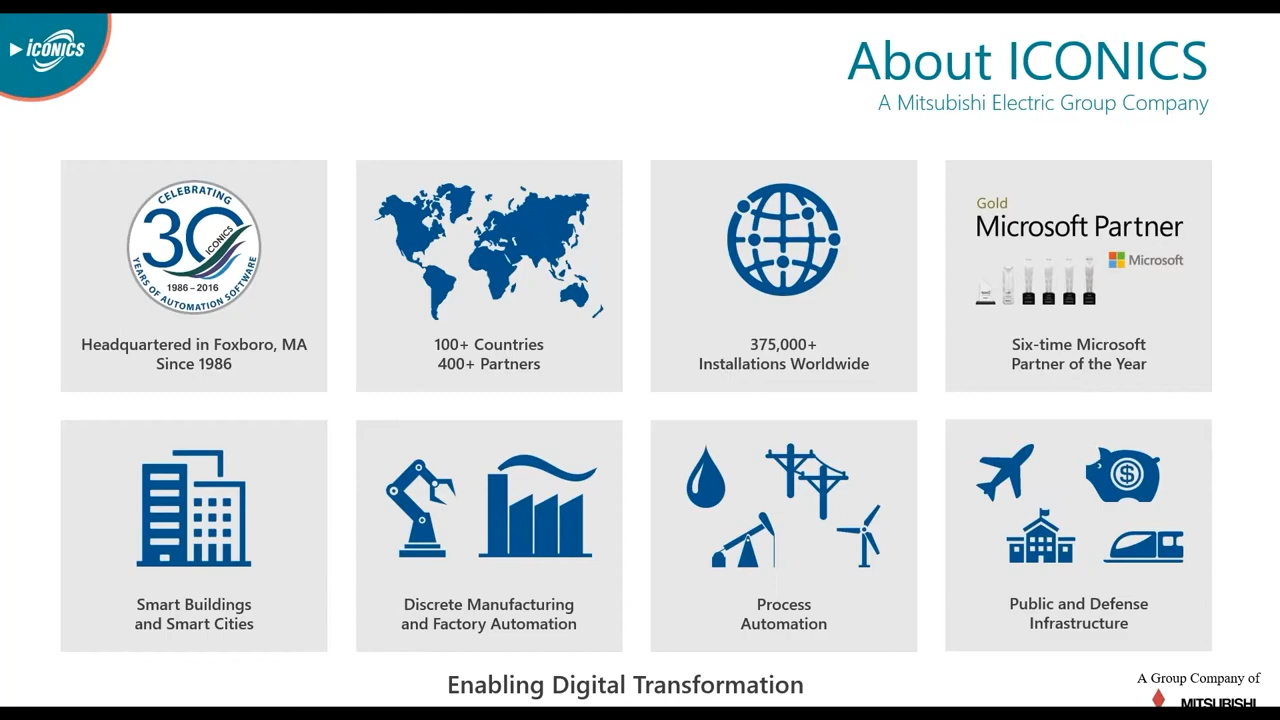 ICONICS
About ICONICS
A Mitsubishi Electric Group Company
CELEBRATING
30
ICONICS
1986 – 2016
YEARS OF AUTOMATION SOFTWARE
Headquartered in Foxboro, MA
Since 1986
100+ Countries
400+ Partners
375,000+
Installations Worldwide
Gold
Microsoft Partner
Microsoft
Six-time Microsoft
Partner of the Year
Smart Buildings
and Smart Cities
Discrete Manufacturing
and Factory Automation
Process
Automation
$
Public and Defense
Infrastructure
Enabling Digital Transformation
A Group Company of
MITSUBISHI